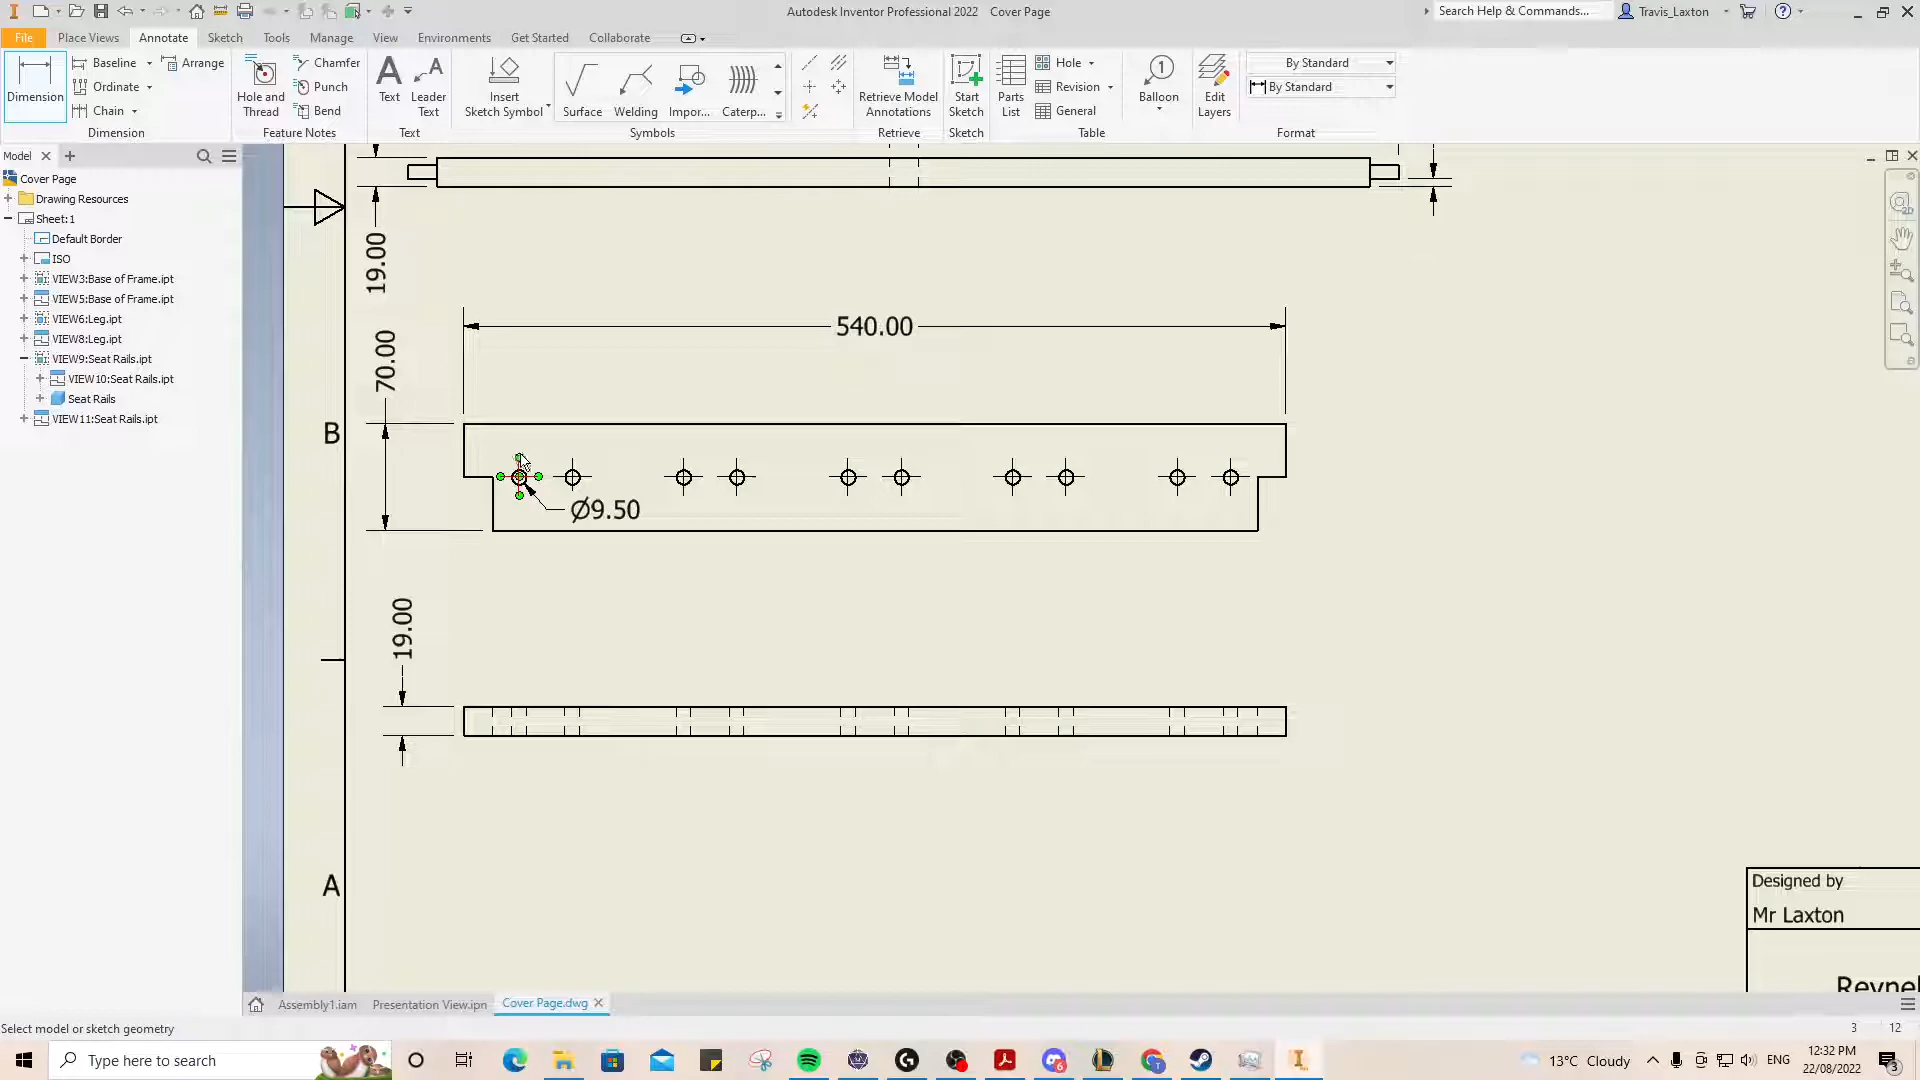 Autodesk Inventor Professional 2022 Cover Page
Search Help & Commands...
Travis_Laxton
File
Place Views
Annotate
Sketch
Tools
Manage
View
Environments
Get Started
Collaborate
Dimension
Baseline
Ordinate
Chain
Arrange
Dimension
Hole and Thread
Chamfer
Punch
Bend
Feature Notes
Text
Leader Text
Text
Insert Sketch Symbol
Surface
Welding
Impor...
Caterp...
Symbols
Retrieve Model Annotations
Retrieve
Start Sketch
Sketch
Parts List
Hole
Revision
General
Table
Balloon
Edit Layers
By Standard
By Standard
Format
Model
Cover Page
Drawing Resources
Sheet:1
Default Border
ISO
VIEW3:Base of Frame.ipt
VIEW5:Base of Frame.ipt
VIEW6:Leg.ipt
VIEW8:Leg.ipt
VIEW9:Seat Rails.ipt
VIEW10:Seat Rails.ipt
Seat Rails
VIEW11:Seat Rails.ipt
19.00
540.00
70.00
B
Ø9.50
19.00
A
Designed by
Mr Laxton
Assembly1.iam
Presentation View.ipn
Cover Page.dwg
Select model or sketch geometry
3 12
Type here to search
13°C Cloudy
ENG
12:32 PM
22/08/2022